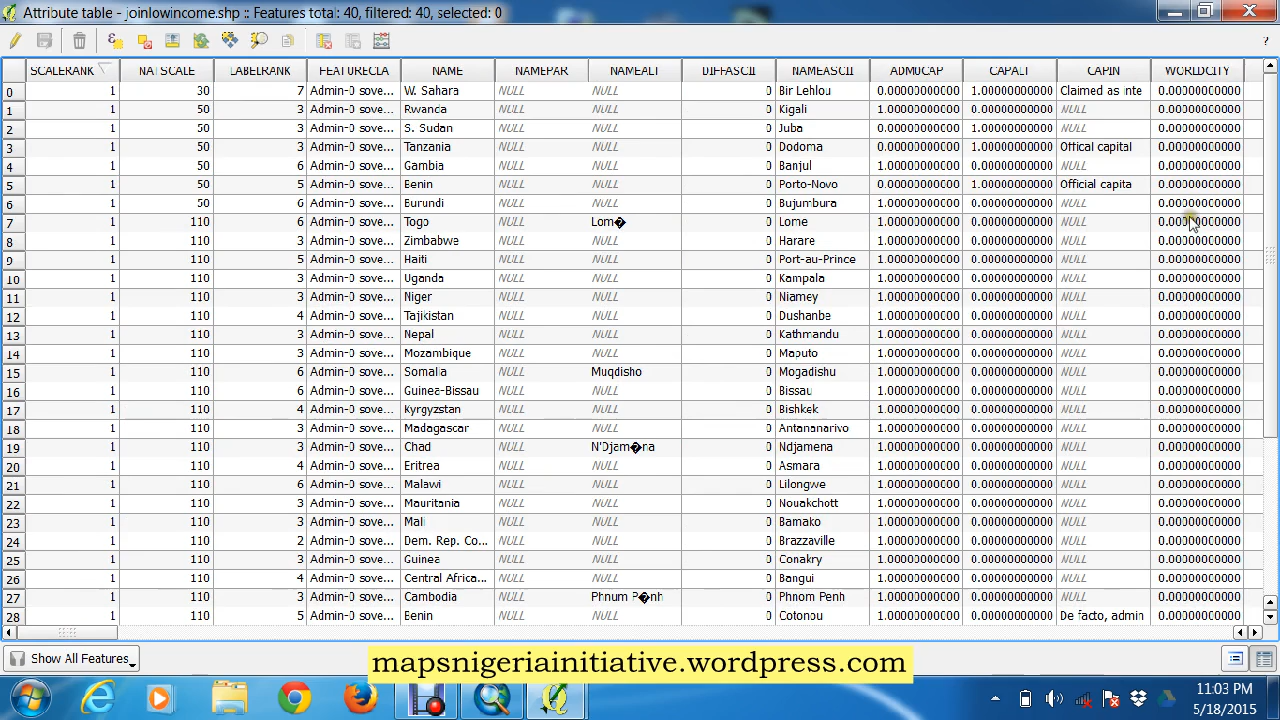 Attribute table - joinlowincome.shp :: Features total: 40, filtered: 40, selected: 0
?
SCALERANK NATSCALE LABELRANK FEATURECLA NAME NAMEPAR NAMEALT DIFFASCII NAMEASCII ADM0CAP CAPALT CAPIN WORLDCITY
0 1 30 7 Admin-0 sove... W. Sahara NULL NULL 0 Bir Lehlou 0.00000000000 1.00000000000 Claimed as inte 0.00000000000
1 1 50 3 Admin-0 sove... Rwanda NULL NULL 0 Kigali 1.00000000000 0.00000000000 NULL 0.00000000000
2 1 50 3 Admin-0 sove... S. Sudan NULL NULL 0 Juba 0.00000000000 1.00000000000 NULL 0.00000000000
3 1 50 3 Admin-0 sove... Tanzania NULL NULL 0 Dodoma 0.00000000000 1.00000000000 Offical capital 0.00000000000
4 1 50 6 Admin-0 sove... Gambia NULL NULL 0 Banjul 1.00000000000 0.00000000000 NULL 0.00000000000
5 1 50 5 Admin-0 sove... Benin NULL NULL 0 Porto-Novo 0.00000000000 1.00000000000 Official capita 0.00000000000
6 1 50 6 Admin-0 sove... Burundi NULL NULL 0 Bujumbura 1.00000000000 0.00000000000 NULL 0.00000000000
7 1 110 6 Admin-0 sove... Togo NULL Lom� 0 Lome 1.00000000000 0.00000000000 NULL 0.00000000000
8 1 110 3 Admin-0 sove... Zimbabwe NULL NULL 0 Harare 1.00000000000 0.00000000000 NULL 0.00000000000
9 1 110 5 Admin-0 sove... Haiti NULL NULL 0 Port-au-Prince 1.00000000000 0.00000000000 NULL 0.00000000000
10 1 110 3 Admin-0 sove... Uganda NULL NULL 0 Kampala 1.00000000000 0.00000000000 NULL 0.00000000000
11 1 110 3 Admin-0 sove... Niger NULL NULL 0 Niamey 1.00000000000 0.00000000000 NULL 0.00000000000
12 1 110 4 Admin-0 sove... Tajikistan NULL NULL 0 Dushanbe 1.00000000000 0.00000000000 NULL 0.00000000000
13 1 110 3 Admin-0 sove... Nepal NULL NULL 0 Kathmandu 1.00000000000 0.00000000000 NULL 0.00000000000
14 1 110 3 Admin-0 sove... Mozambique NULL NULL 0 Maputo 1.00000000000 0.00000000000 NULL 0.00000000000
15 1 110 6 Admin-0 sove... Somalia NULL Muqdisho 0 Mogadishu 1.00000000000 0.00000000000 NULL 0.00000000000
16 1 110 6 Admin-0 sove... Guinea-Bissau NULL NULL 0 Bissau 1.00000000000 0.00000000000 NULL 0.00000000000
17 1 110 4 Admin-0 sove... Kyrgyzstan NULL NULL 0 Bishkek 1.00000000000 0.00000000000 NULL 0.00000000000
18 1 110 3 Admin-0 sove... Madagascar NULL NULL 0 Antananarivo 1.00000000000 0.00000000000 NULL 0.00000000000
19 1 110 3 Admin-0 sove... Chad NULL N'Djam�na 0 Ndjamena 1.00000000000 0.00000000000 NULL 0.00000000000
20 1 110 4 Admin-0 sove... Eritrea NULL NULL 0 Asmara 1.00000000000 0.00000000000 NULL 0.00000000000
21 1 110 6 Admin-0 sove... Malawi NULL NULL 0 Lilongwe 1.00000000000 0.00000000000 NULL 0.00000000000
22 1 110 3 Admin-0 sove... Mauritania NULL NULL 0 Nouakchott 1.00000000000 0.00000000000 NULL 0.00000000000
23 1 110 3 Admin-0 sove... Mali NULL NULL 0 Bamako 1.00000000000 0.00000000000 NULL 0.00000000000
24 1 110 2 Admin-0 sove... Dem. Rep. Co... NULL NULL 0 Brazzaville 1.00000000000 0.00000000000 NULL 0.00000000000
25 1 110 3 Admin-0 sove... Guinea NULL NULL 0 Conakry 1.00000000000 0.00000000000 NULL 0.00000000000
26 1 110 4 Admin-0 sove... Central Africa... NULL NULL 0 Bangui 1.00000000000 0.00000000000 NULL 0.00000000000
27 1 110 3 Admin-0 sove... Cambodia NULL Phnum P�nh 0 Phnom Penh 1.00000000000 0.00000000000 NULL 0.00000000000
28 1 110 5 Admin-0 sove... Benin NULL NULL 0 Cotonou 1.00000000000 0.00000000000 De facto, admin 0.00000000000
Show All Features
mapsnigeriainitiative.wordpress.com
11:03 PM
5/18/2015